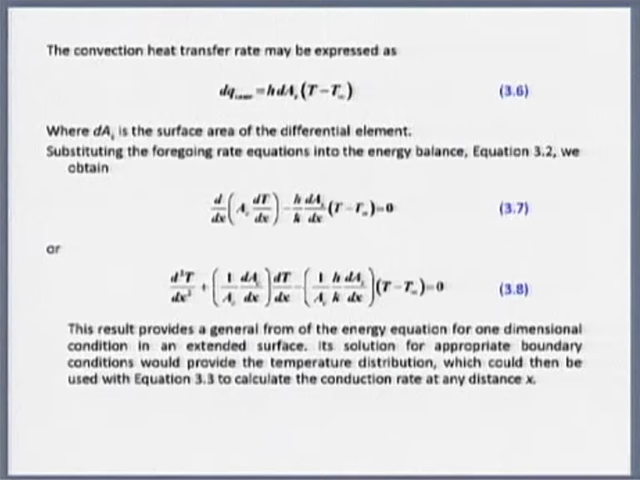 The convection heat transfer rate may be expressed as
dq_conv = h dA_s (T − T_∞) (3.6)
Where dA_s is the surface area of the differential element.
Substituting the foregoing rate equations into the energy balance, Equation 3.2, we
obtain
d/dx (A_c dT/dx) − h/k dA_s/dx (T − T_∞) = 0 (3.7)
or
d²T/dx² + (1/A_c dA_c/dx) dT/dx − (1/A_c h/k dA_s/dx) (T − T_∞) = 0 (3.8)
This result provides a general from of the energy equation for one dimensional
condition in an extended surface. Its solution for appropriate boundary
conditions would provide the temperature distribution, which could then be
used with Equation 3.3 to calculate the conduction rate at any distance x.